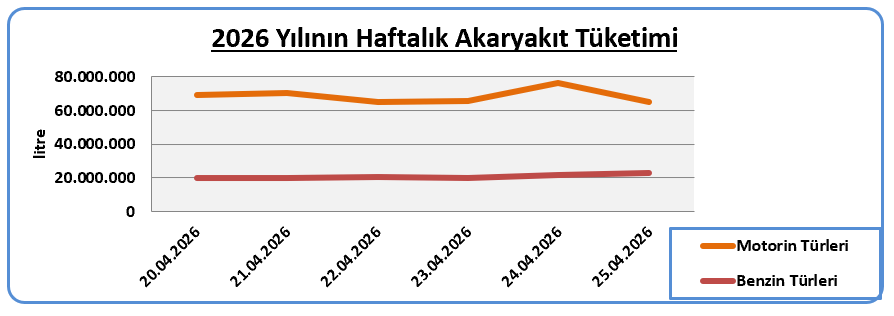 2026 Yılının Haftalık Akaryakıt Tüketimi
litre
80.000.000
60.000.000
40.000.000
20.000.000
0
20.04.2026
21.04.2026
22.04.2026
23.04.2026
24.04.2026
25.04.2026
Motorin Türleri
Benzin Türleri